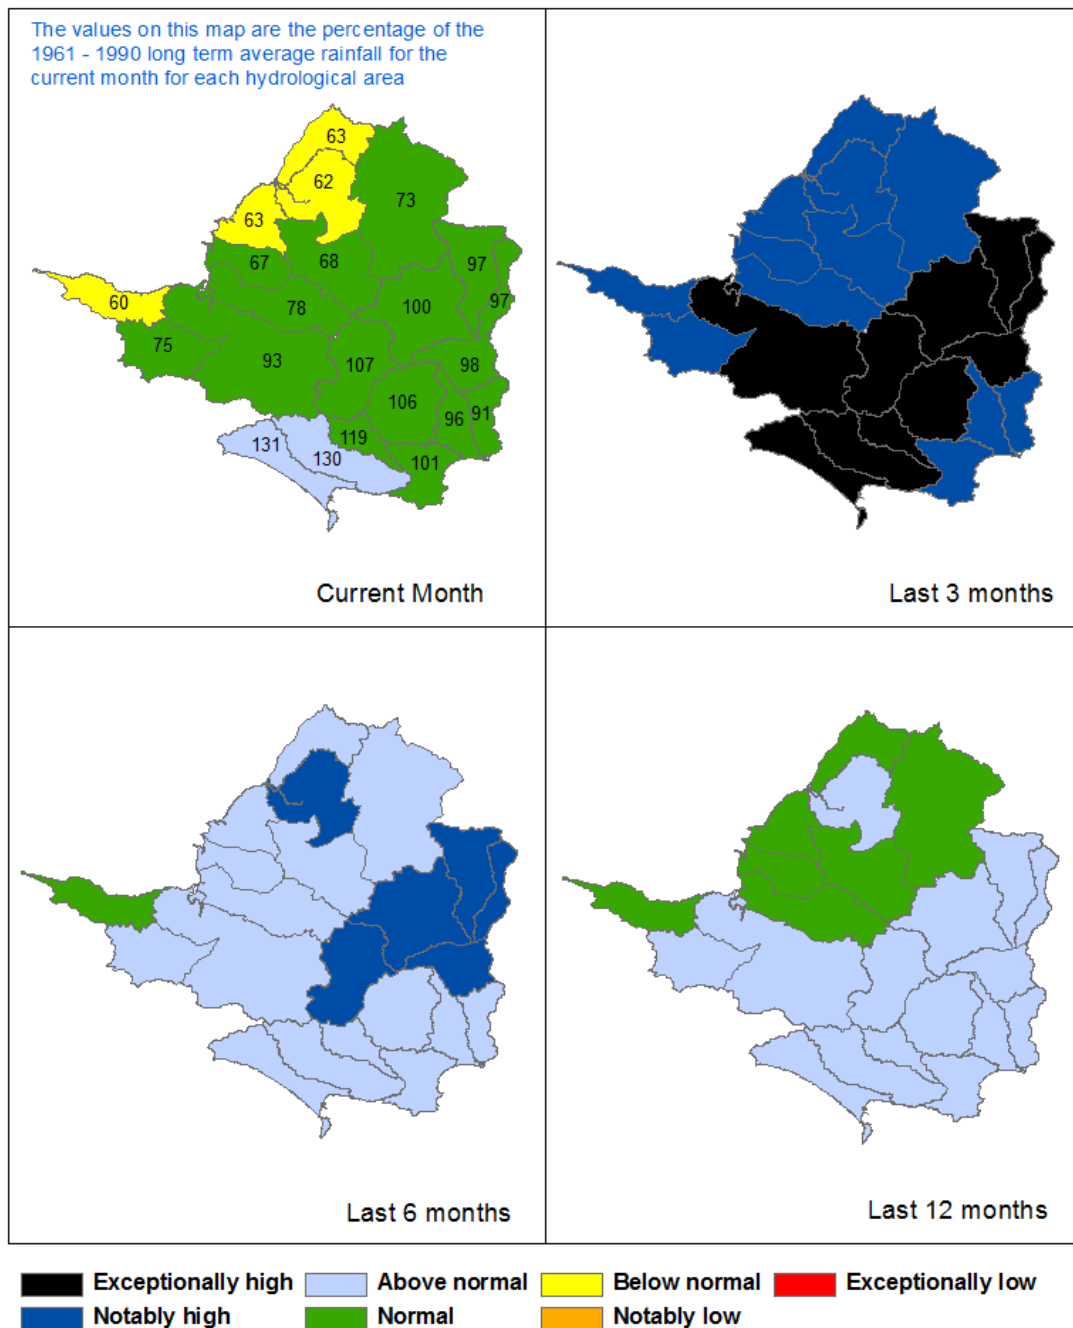 The values on this map are the percentage of the
1961 - 1990 long term average rainfall for the
current month for each hydrological area
63
62
73
63
67
68
97
97
60
78
100
75
93
107
98
106
96
91
119
131
130
101
Current Month
Last 3 months
Last 6 months
Last 12 months
Exceptionally high
Above normal
Below normal
Exceptionally low
Notably high
Normal
Notably low